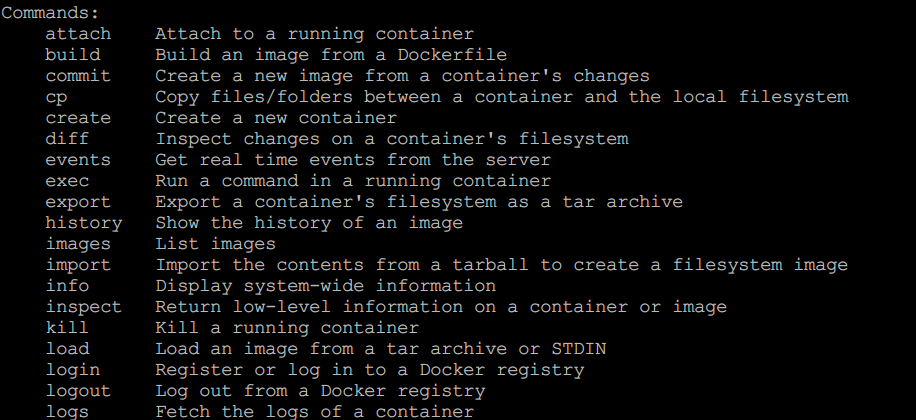 Commands:
attach    Attach to a running container
build     Build an image from a Dockerfile
commit    Create a new image from a container's changes
cp        Copy files/folders between a container and the local filesystem
create    Create a new container
diff      Inspect changes on a container's filesystem
events    Get real time events from the server
exec      Run a command in a running container
export    Export a container's filesystem as a tar archive
history   Show the history of an image
images    List images
import    Import the contents from a tarball to create a filesystem image
info      Display system-wide information
inspect   Return low-level information on a container or image
kill      Kill a running container
load      Load an image from a tar archive or STDIN
login     Register or log in to a Docker registry
logout    Log out from a Docker registry
logs      Fetch the logs of a container